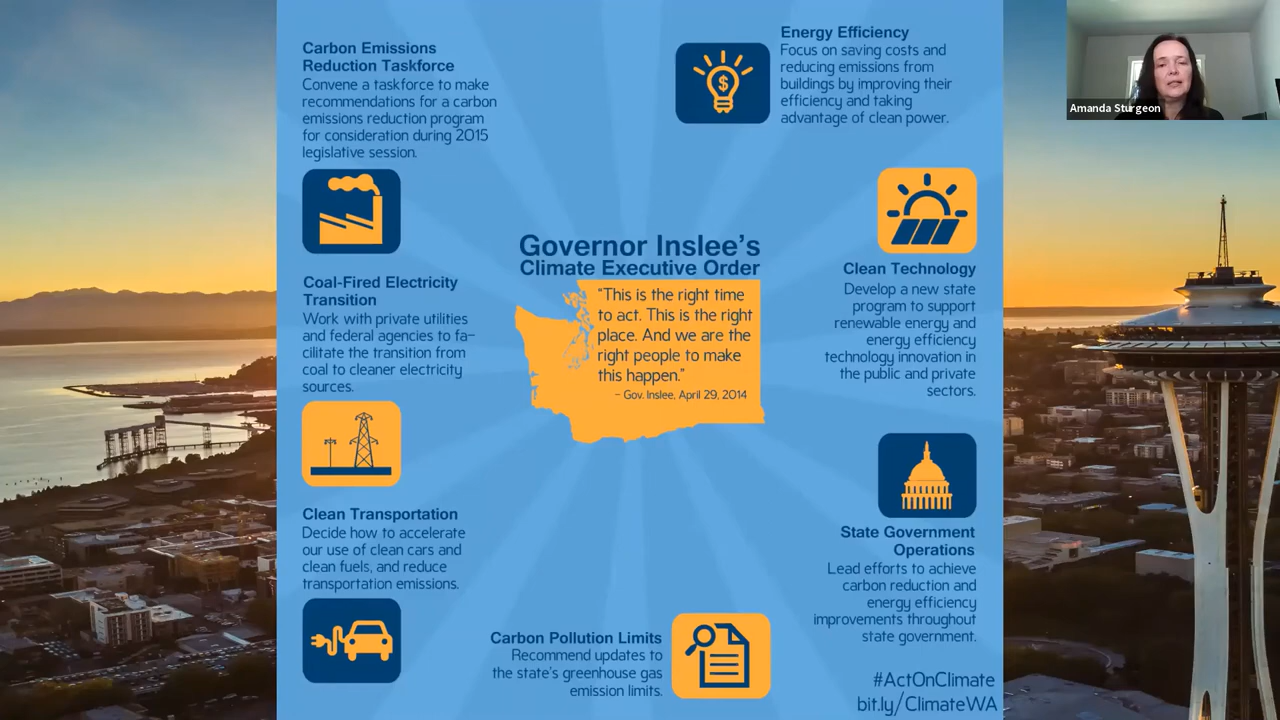 Carbon Emissions
Reduction Taskforce
Convene a taskforce to make
recommendations for a carbon
emissions reduction program
for consideration during 2015
legislative session.
Coal-Fired Electricity
Transition
Work with private utilities
and federal agencies to fa-
cilitate the transition from
coal to cleaner electricity
sources.
Clean Transportation
Decide how to accelerate
our use of clean cars and
clean fuels, and reduce
transportation emissions.
Governor Inslee's
Climate Executive Order
"This is the right time
to act. This is the right
place. And we are the
right people to make
this happen."
- Gov. Inslee, April 29, 2014
Carbon Pollution Limits
Recommend updates to
the state's greenhouse gas
emission limits.
Energy Efficiency
Focus on saving costs and
reducing emissions from
buildings by improving their
efficiency and taking
advantage of clean power.
$
Clean Technology
Develop a new state
program to support
renewable energy and
energy efficiency
technology innovation in
the public and private
sectors.
State Government
Operations
Lead efforts to achieve
carbon reduction and
energy efficiency
improvements throughout
state government.
#ActOnClimate
bit.ly/ClimateWA
Amanda Sturgeon